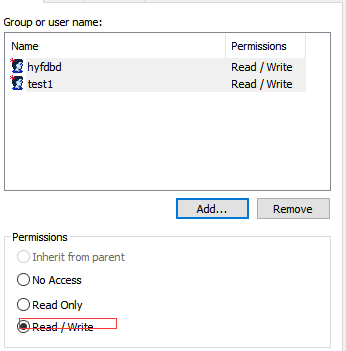 Group or user name:
Name Permissions
hyfdbd Read / Write
test1 Read / Write
Add... Remove
Permissions
Inherit from parent
No Access
Read Only
Read / Write